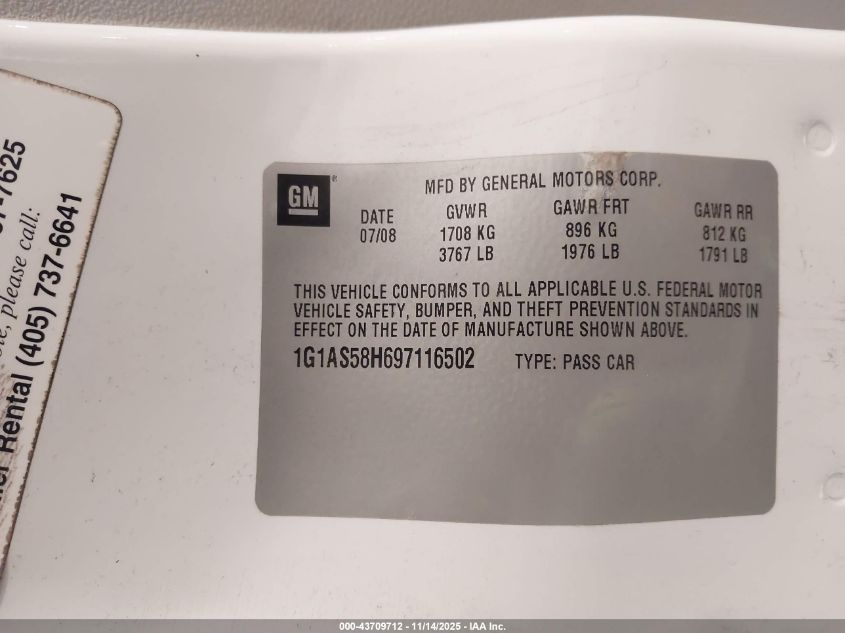 7625
please call:
Rental (405) 737-6641
GM
MFD BY GENERAL MOTORS CORP.
DATE GVWR GAWR FRT GAWR RR
07/08 1708 KG 896 KG 812 KG
3767 LB 1976 LB 1791 LB
THIS VEHICLE CONFORMS TO ALL APPLICABLE U.S. FEDERAL MOTOR
VEHICLE SAFETY, BUMPER, AND THEFT PREVENTION STANDARDS IN
EFFECT ON THE DATE OF MANUFACTURE SHOWN ABOVE.
1G1AS58H697116502 TYPE: PASS CAR
000-43709712 - 11/14/2025 - IAA Inc.